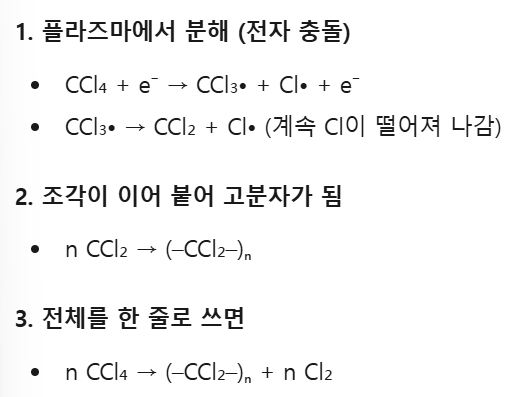 1. 플라즈마에서 분해 (전자 충돌)
• CCl₄ + e⁻ → CCl₃• + Cl• + e⁻
• CCl₃• → CCl₂ + Cl• (계속 Cl이 떨어져 나감)
2. 조각이 이어 붙어 고분자가 됨
• n CCl₂ → (–CCl₂–)ₙ
3. 전체를 한 줄로 쓰면
• n CCl₄ → (–CCl₂–)ₙ + n Cl₂